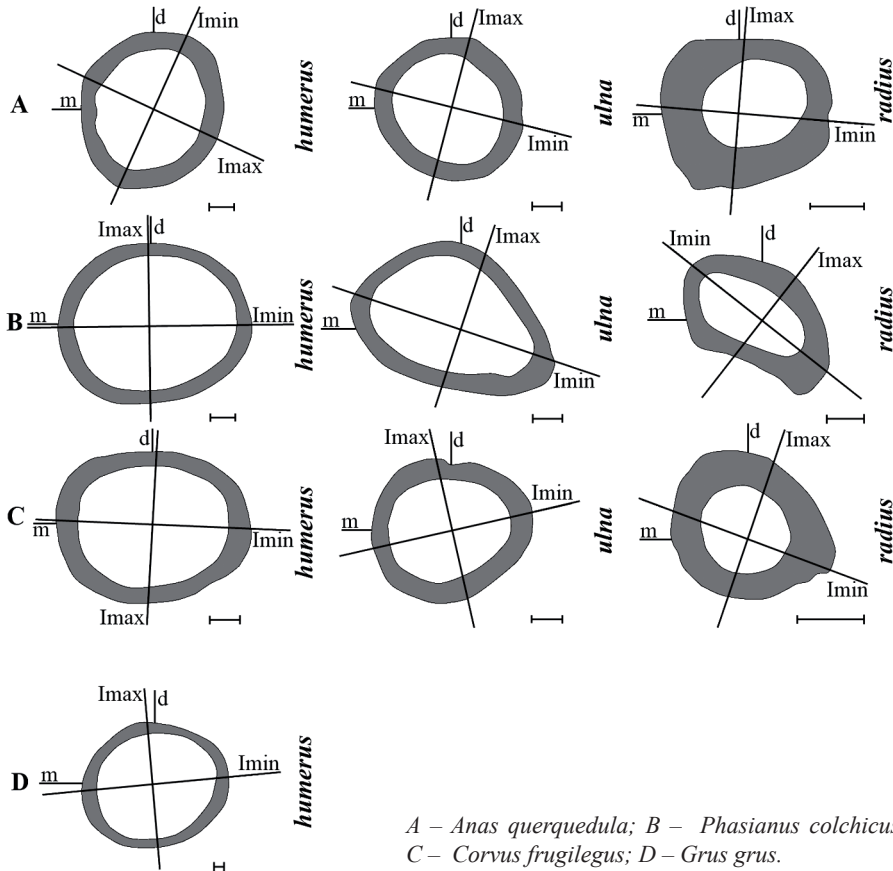 d Imin
A m Imax humerus
d Imax
m Imin ulna
d Imax
m Imin radius
Imax d
B m Imin humerus
d Imax
m Imin ulna
Imin d Imax
m radius
d
C m Imin humerus
Imax
Imax d
m Imin ulna
d Imax
m Imin radius
Imax d
D m Imin humerus
A – Anas querquedula; B – Phasianus colchicus
C – Corvus frugilegus; D – Grus grus.